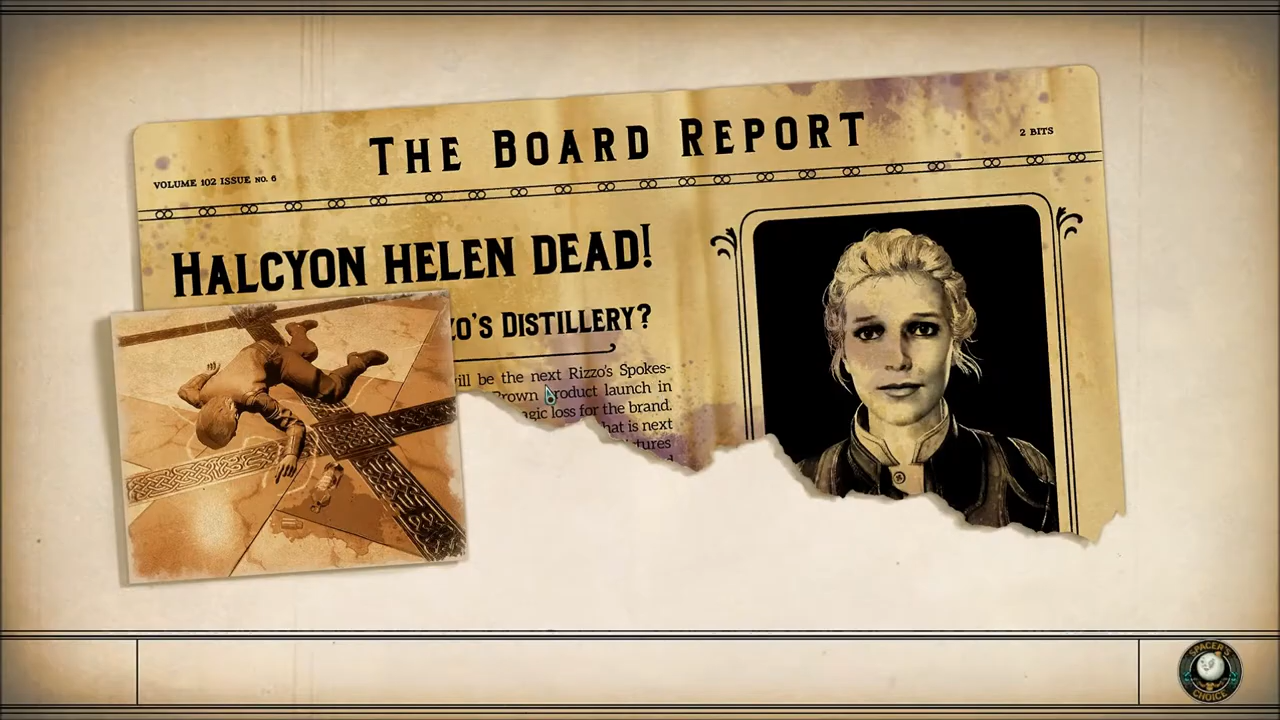 THE BOARD REPORT
2 BITS
VOLUME 102 ISSUE NO. 6
HALCYON HELEN DEAD!
ZO'S DISTILLERY?
will be the next Rizzo's Spokes-
Brown product launch in
agic loss for the brand.
hat is next
tures
SPACER'S
CHOICE